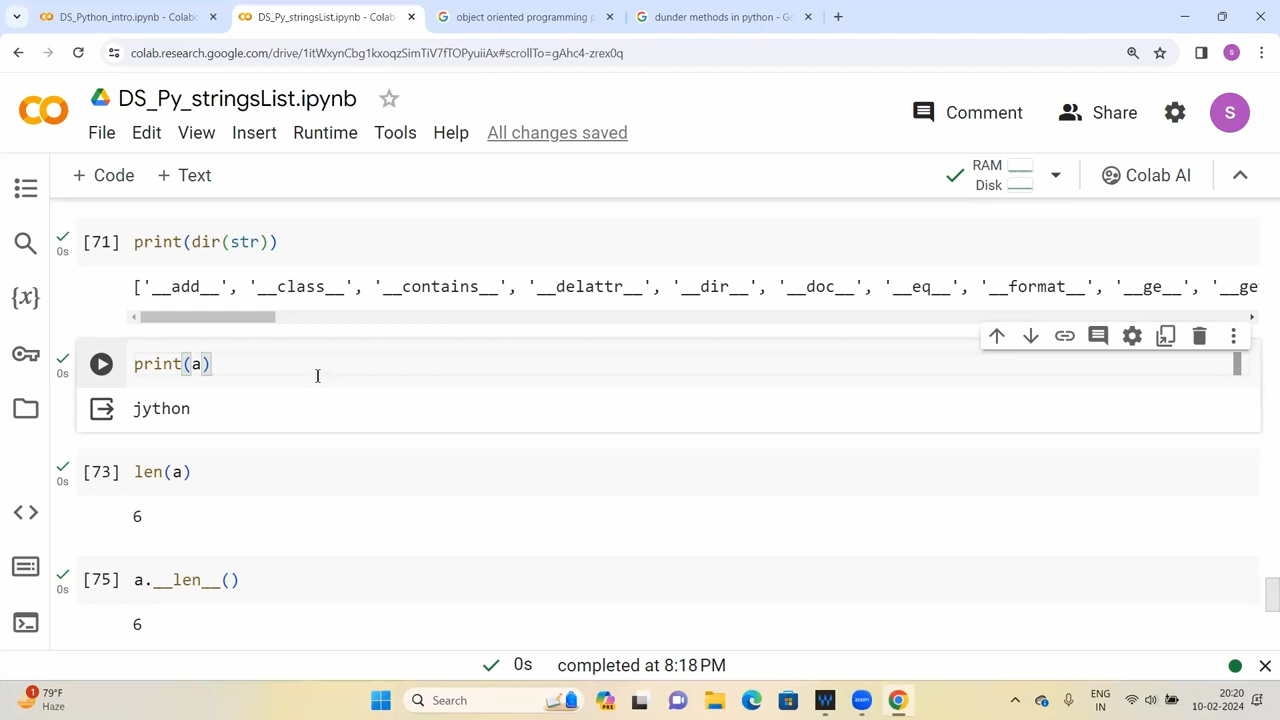 DS_Python_intro.ipynb - Colab
DS_Py_stringsList.ipynb - Colab
object oriented programming p
dunder methods in python - Go
colab.research.google.com/drive/1itWxynCbg1kxoqzSimTiV7fTOPyuiiAx#scrollTo=gAhc4-zrex0q
S
DS_Py_stringsList.ipynb
Comment
Share
S
File Edit View Insert Runtime Tools Help All changes saved
+ Code + Text
RAM
Disk
Colab AI
{x}
[71] print(dir(str))
0s
['__add__', '__class__', '__contains__', '__delattr__', '__dir__', '__doc__', '__eq__', '__format__', '__ge__', '__ge
print(a)
0s
jython
[73] len(a)
0s
6
[75] a.__len__()
0s
6
0s completed at 8:18 PM
1
79°F
Haze
Search
PRE
W
zoom
ENG
IN
20:20
10-02-2024